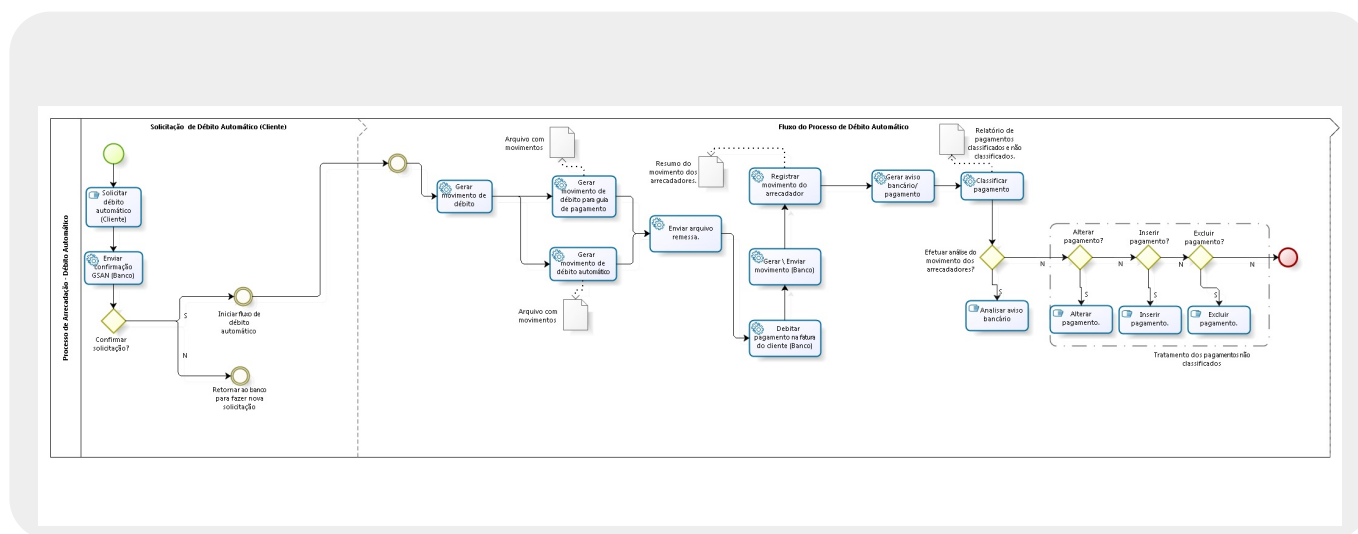 Processo de Arrecadação - Débito Automático
Solicitação de Débito Automático (Cliente)
Solicitar
débito
automático
(Cliente)
Enviar
confirmação
GSAN (Banco)
Confirmar
solicitação?
S
N
Iniciar fluxo de
débito
automático
Retornar ao banco
para fazer nova
solicitação
Fluxo do Processo de Débito Automático
Gerar
movimento de
débito
Arquivo com
movimentos
Gerar
movimento de
débito para guia
de pagamento
Gerar
movimento de
débito automático
Arquivo com
movimentos
Enviar arquivo
remessa.
Resumo do
movimento dos
arrecadadores.
Registrar
movimento do
arrecadador
Gerar \ Enviar
movimento (Banco)
Debitar
pagamento na fatura
do cliente (Banco)
Gerar aviso
bancário/
pagamento
Relatório de
pagamentos
classificados e não
classificados.
Classificar
pagamento
Efetuar análise do
movimento dos
arrecadadores?
S
N
Analisar aviso
bancário
Alterar
pagamento?
S
N
Alterar
pagamento.
Inserir
pagamento?
S
N
Inserir
pagamento.
Excluir
pagamento?
S
N
Excluir
pagamento.
Tratamento dos pagamentos não
classificados